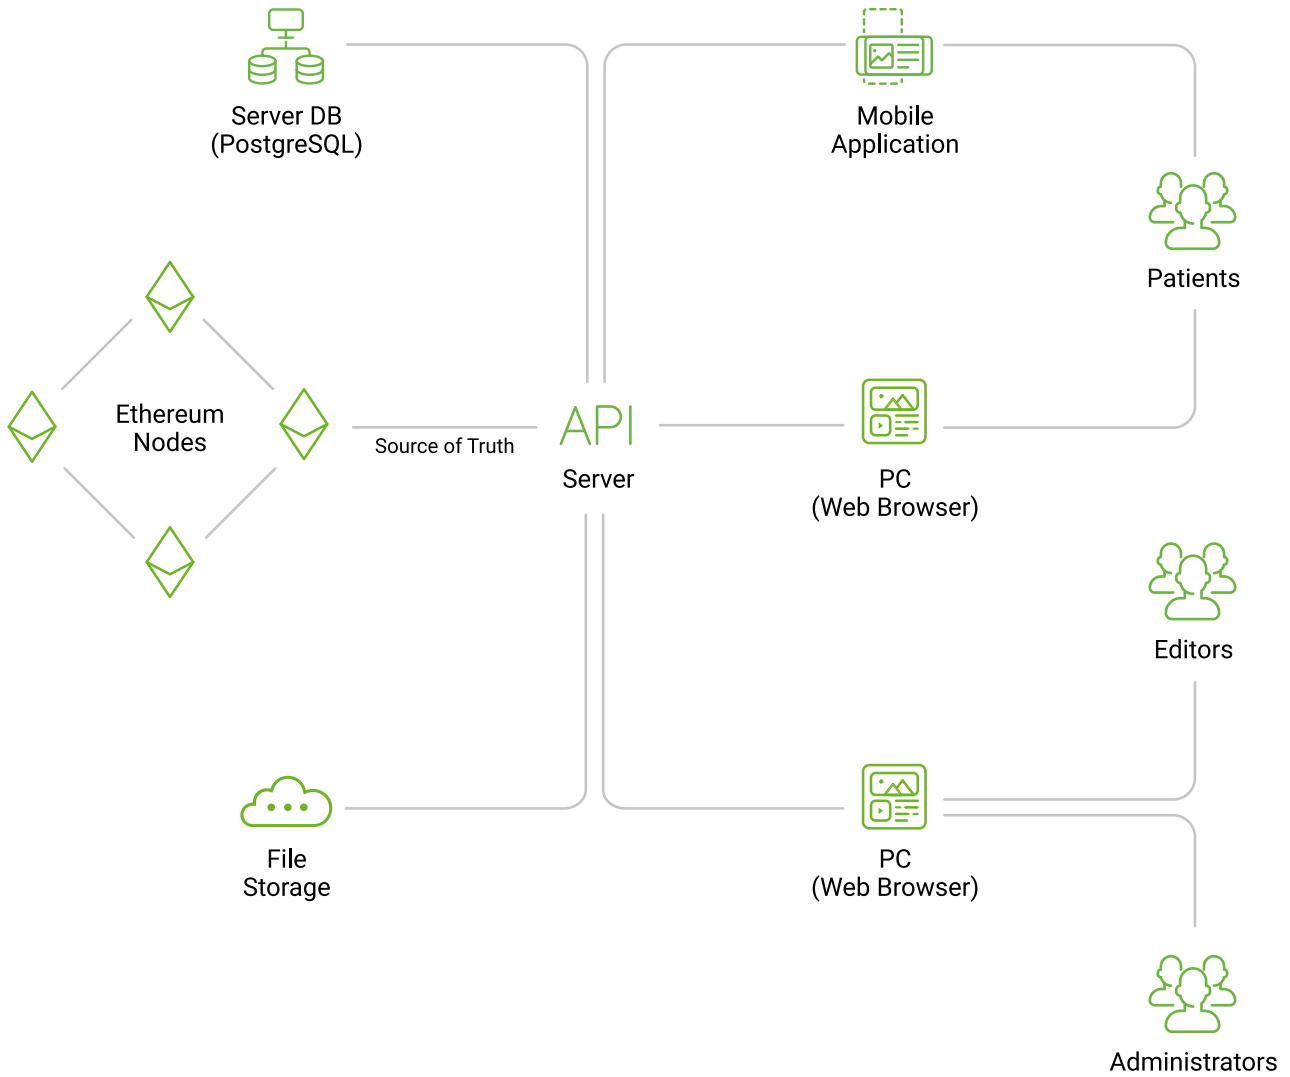 Server DB
(PostgreSQL)
Mobile
Application
Patients
Ethereum
Nodes
Source of Truth
API
Server
PC
(Web Browser)
Editors
File
Storage
PC
(Web Browser)
Administrators